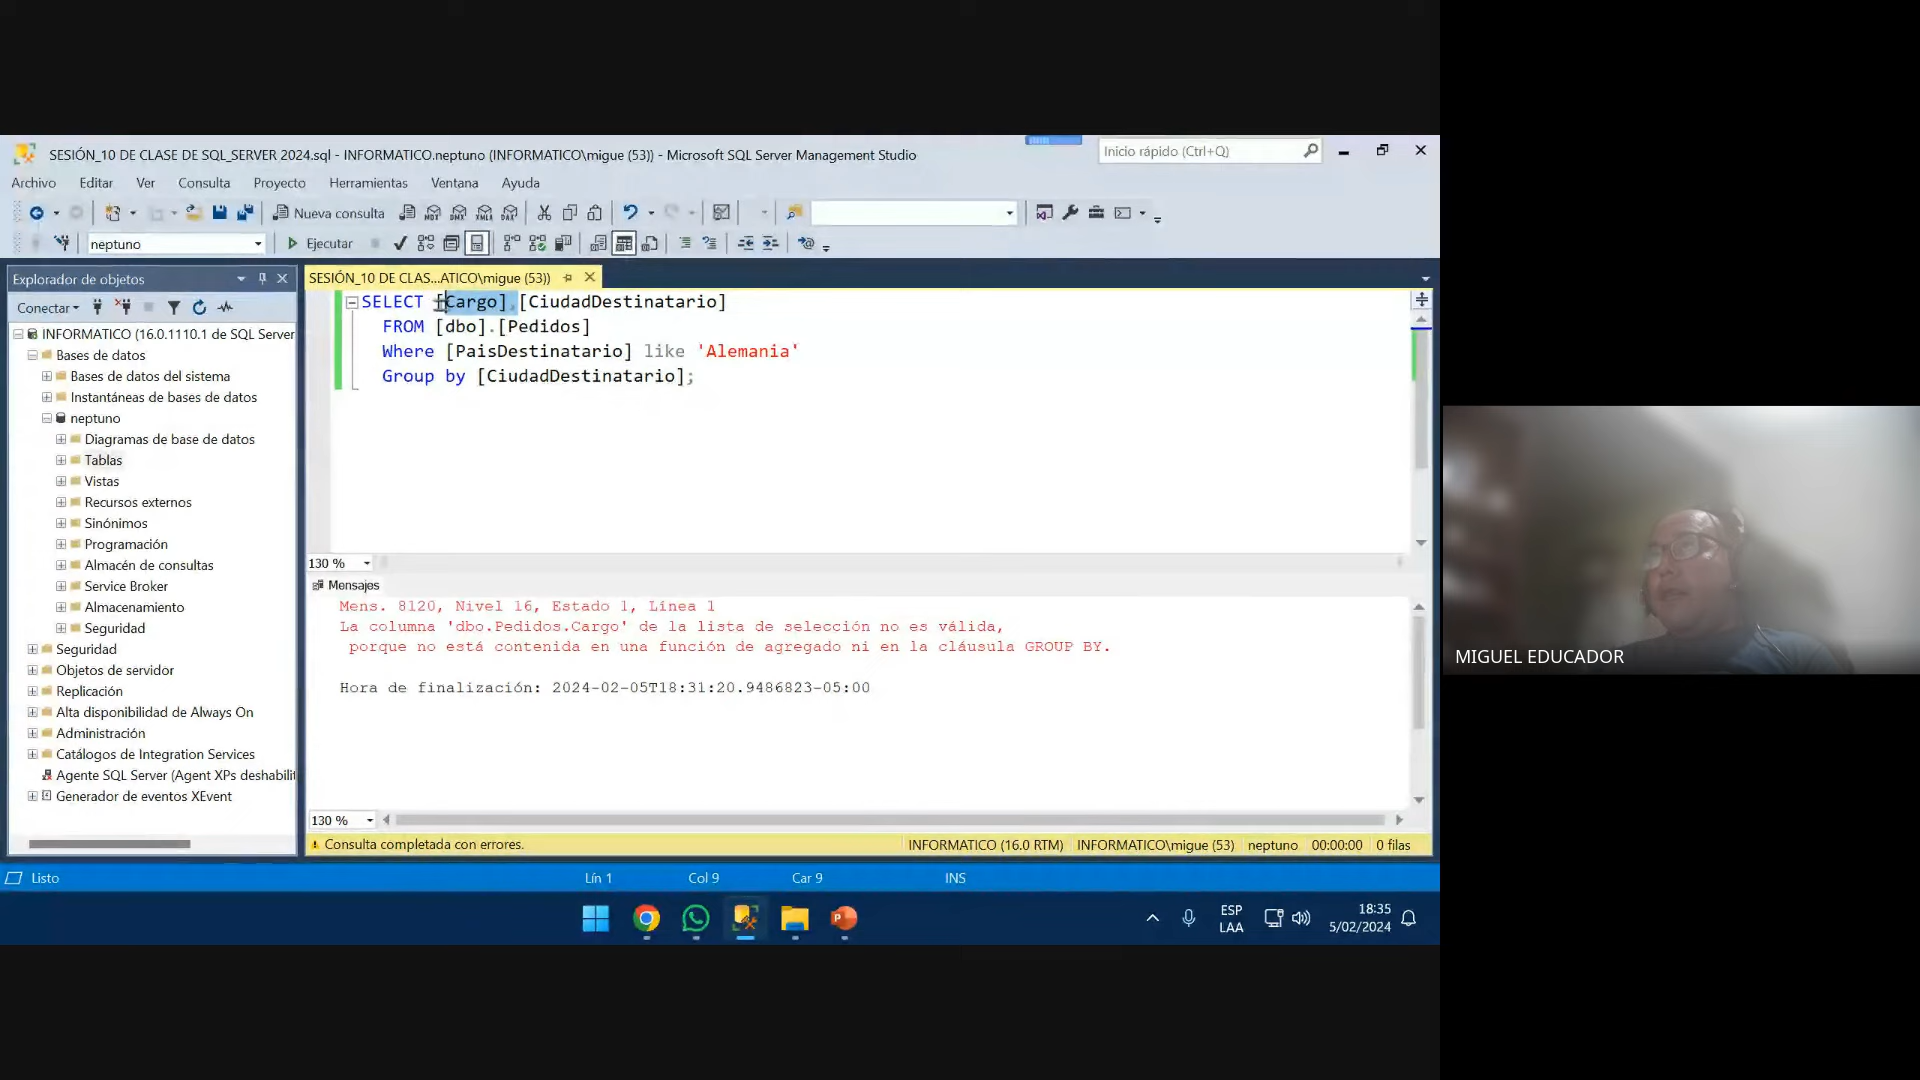 SESIÓN_10 DE CLASE DE SQL_SERVER 2024.sql - INFORMATICO.neptuno (INFORMATICO\migue (53)) - Microsoft SQL Server Management Studio
Inicio rápido (Ctrl+Q)
Archivo Editar Ver Consulta Proyecto Herramientas Ventana Ayuda
Nueva consulta
neptuno
Ejecutar
Explorador de objetos
Conectar
INFORMATICO (16.0.1110.1 de SQL Server
Bases de datos
Bases de datos del sistema
Instantáneas de bases de datos
neptuno
Diagramas de base de datos
Tablas
Vistas
Recursos externos
Sinónimos
Programación
Almacén de consultas
Service Broker
Almacenamiento
Seguridad
Seguridad
Objetos de servidor
Replicación
Alta disponibilidad de Always On
Administración
Catálogos de Integration Services
Agente SQL Server (Agent XPs deshabilit
Generador de eventos XEvent
SESIÓN_10 DE CLAS...ATICO\migue (53))
SELECT [Cargo],[CiudadDestinatario]
FROM [dbo].[Pedidos]
Where [PaisDestinatario] like 'Alemania'
Group by [CiudadDestinatario];
130 %
Mensajes
Mens. 8120, Nivel 16, Estado 1, Línea 1
La columna 'dbo.Pedidos.Cargo' de la lista de selección no es válida,
porque no está contenida en una función de agregado ni en la cláusula GROUP BY.
Hora de finalización: 2024-02-05T18:31:20.9486823-05:00
130 %
Consulta completada con errores.
INFORMATICO (16.0 RTM) INFORMATICO\migue (53) neptuno 00:00:00 0 filas
Listo
Lín 1 Col 9 Car 9 INS
ESP
LAA
18:35
5/02/2024
MIGUEL EDUCADOR